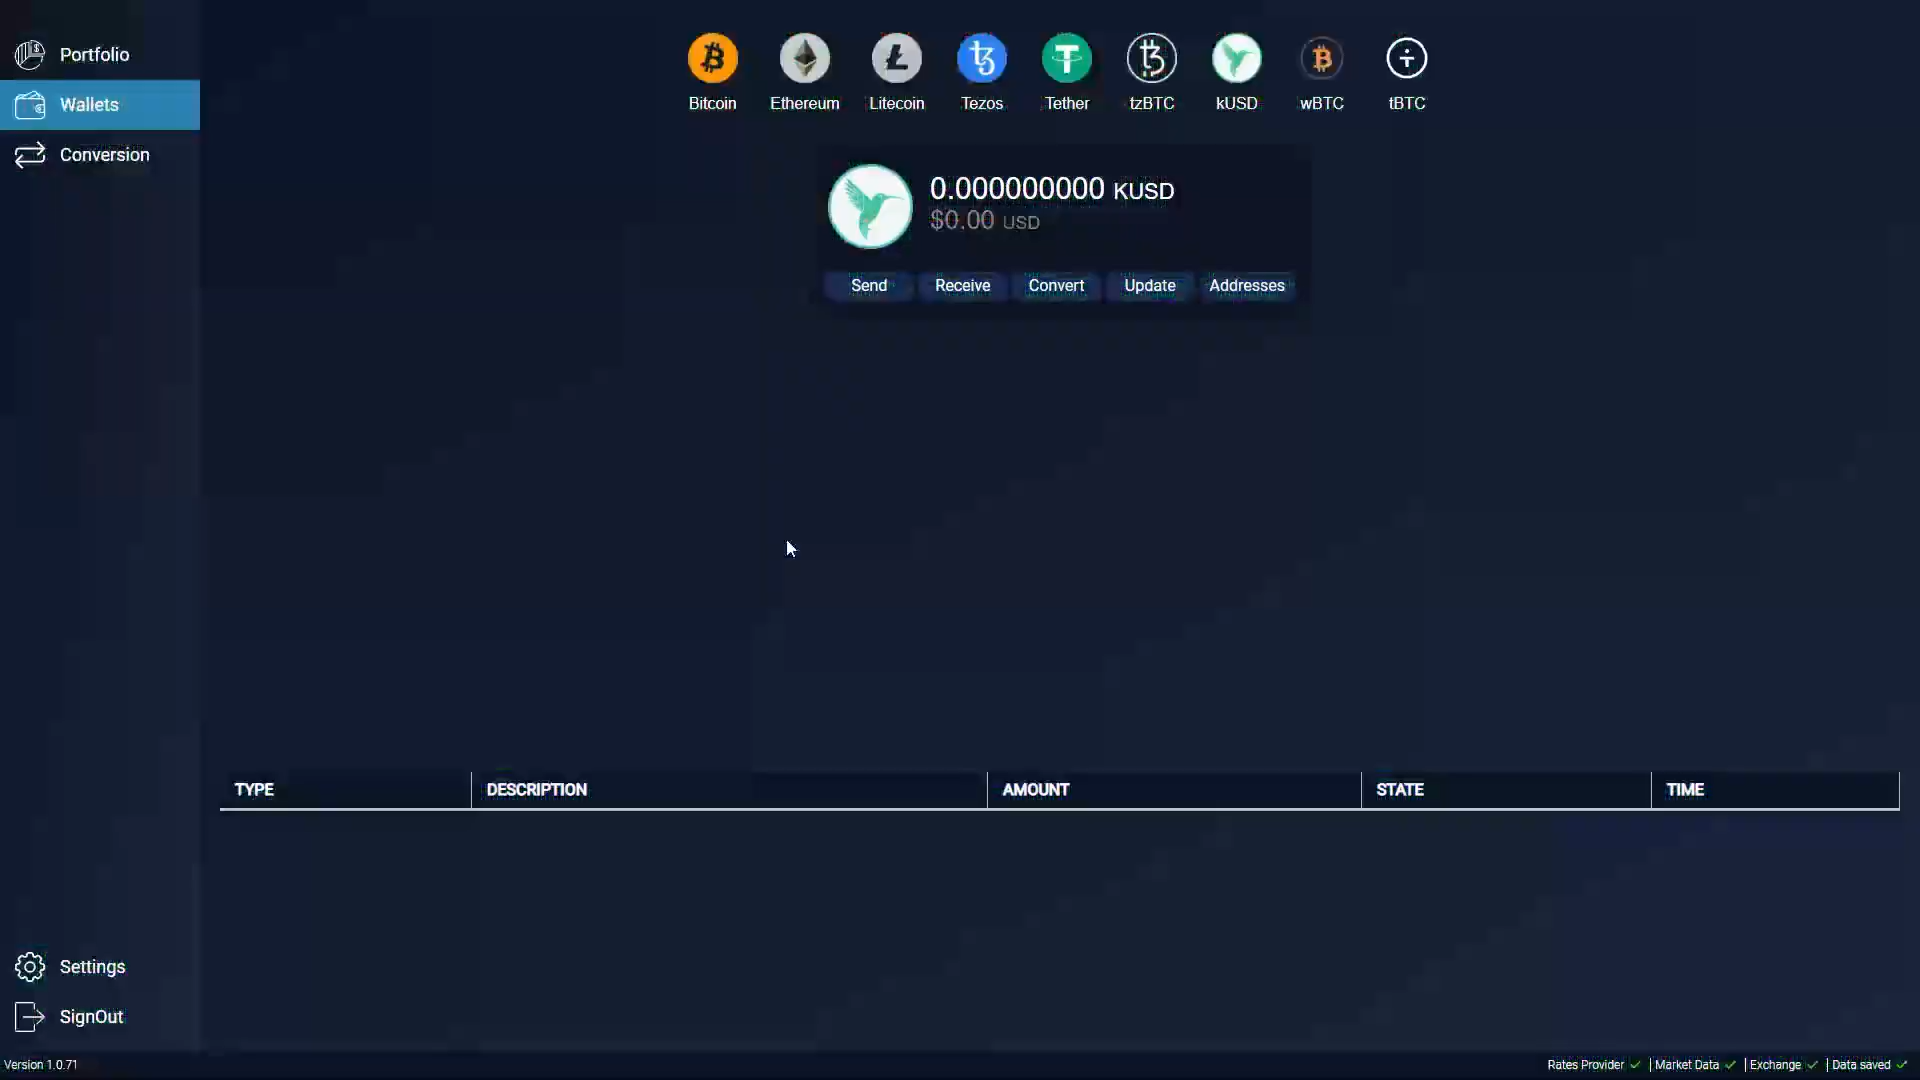 Portfolio
Wallets
Conversion
Bitcoin Ethereum Litecoin Tezos Tether tzBTC kUSD wBTC tBTC
0.000000000 KUSD
$0.00 USD
Send Receive Convert Update Addresses
TYPE DESCRIPTION AMOUNT STATE TIME
Settings
SignOut
Version 1.0.71
Rates Provider | Market Data | Exchange | Data saved